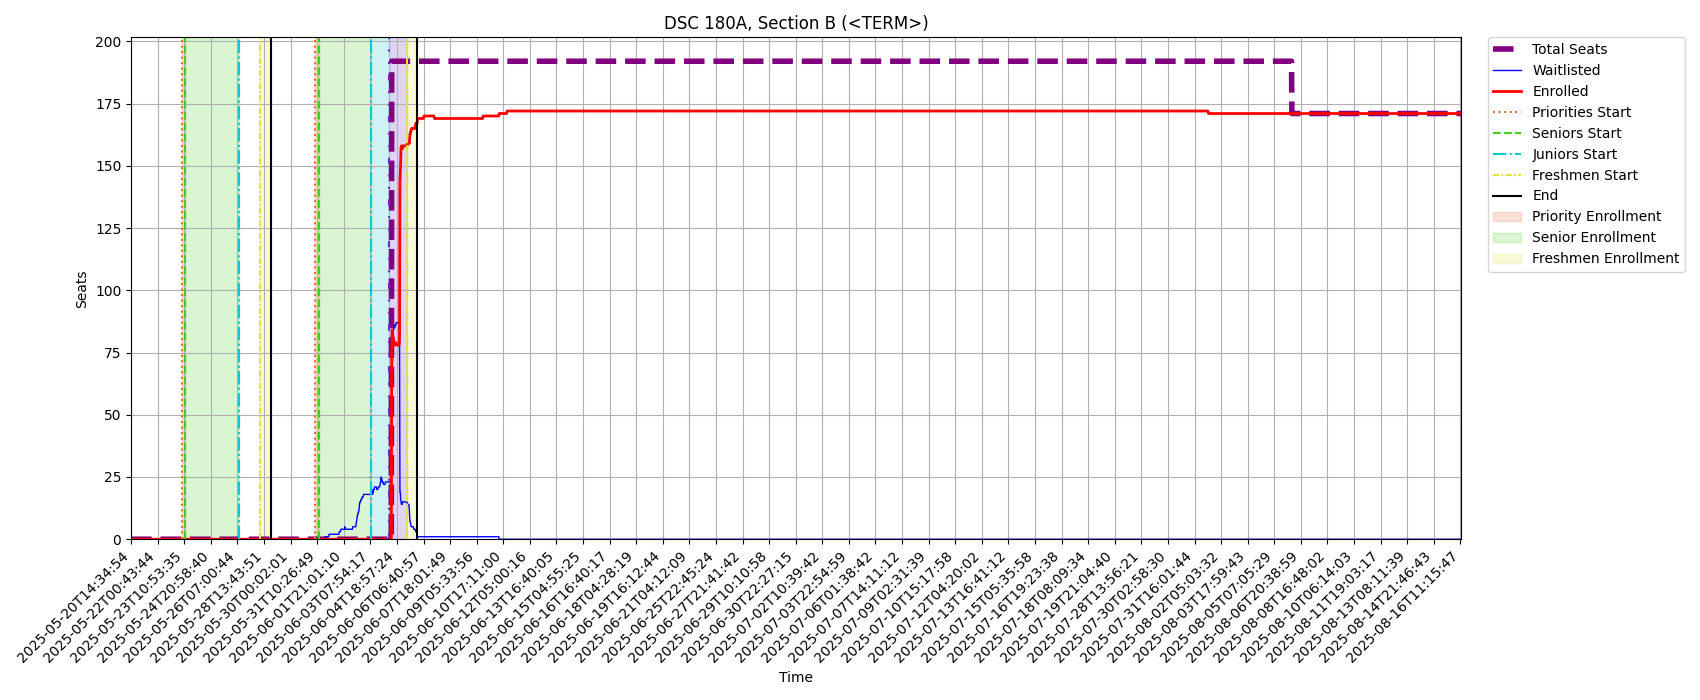 DSC 180A, Section B (<TERM>)
200
175
150
125
100
75
50
25
0
Seats
2025-05-20T14:34:54
2025-05-22T00:43:44
2025-05-23T10:53:35
2025-05-24T20:58:40
2025-05-26T07:00:44
2025-05-28T13:43:51
2025-05-30T00:02:01
2025-05-31T10:26:49
2025-06-01T21:01:10
2025-06-03T07:54:17
2025-06-04T18:57:24
2025-06-06T06:40:57
2025-06-07T18:01:49
2025-06-09T05:33:56
2025-06-10T17:11:00
2025-06-12T05:00:16
2025-06-13T16:40:05
2025-06-15T04:55:25
2025-06-16T16:40:17
2025-06-18T04:28:19
2025-06-19T16:12:44
2025-06-21T04:12:09
2025-06-25T22:45:24
2025-06-27T21:41:42
2025-06-29T10:10:58
2025-06-30T22:27:15
2025-07-02T10:39:42
2025-07-03T22:54:59
2025-07-06T01:38:42
2025-07-07T14:11:12
2025-07-09T02:31:39
2025-07-10T15:17:58
2025-07-12T04:20:02
2025-07-13T16:41:12
2025-07-15T05:35:58
2025-07-16T19:23:38
2025-07-18T08:09:34
2025-07-19T21:04:40
2025-07-28T13:56:21
2025-07-30T02:58:30
2025-07-31T16:01:44
2025-08-02T05:03:32
2025-08-03T17:59:43
2025-08-05T07:05:29
2025-08-06T20:38:59
2025-08-08T16:48:02
2025-08-10T06:14:03
2025-08-11T19:03:17
2025-08-13T08:11:39
2025-08-14T21:46:43
2025-08-16T11:15:47
Time
Total Seats
Waitlisted
Enrolled
Priorities Start
Seniors Start
Juniors Start
Freshmen Start
End
Priority Enrollment
Senior Enrollment
Freshmen Enrollment